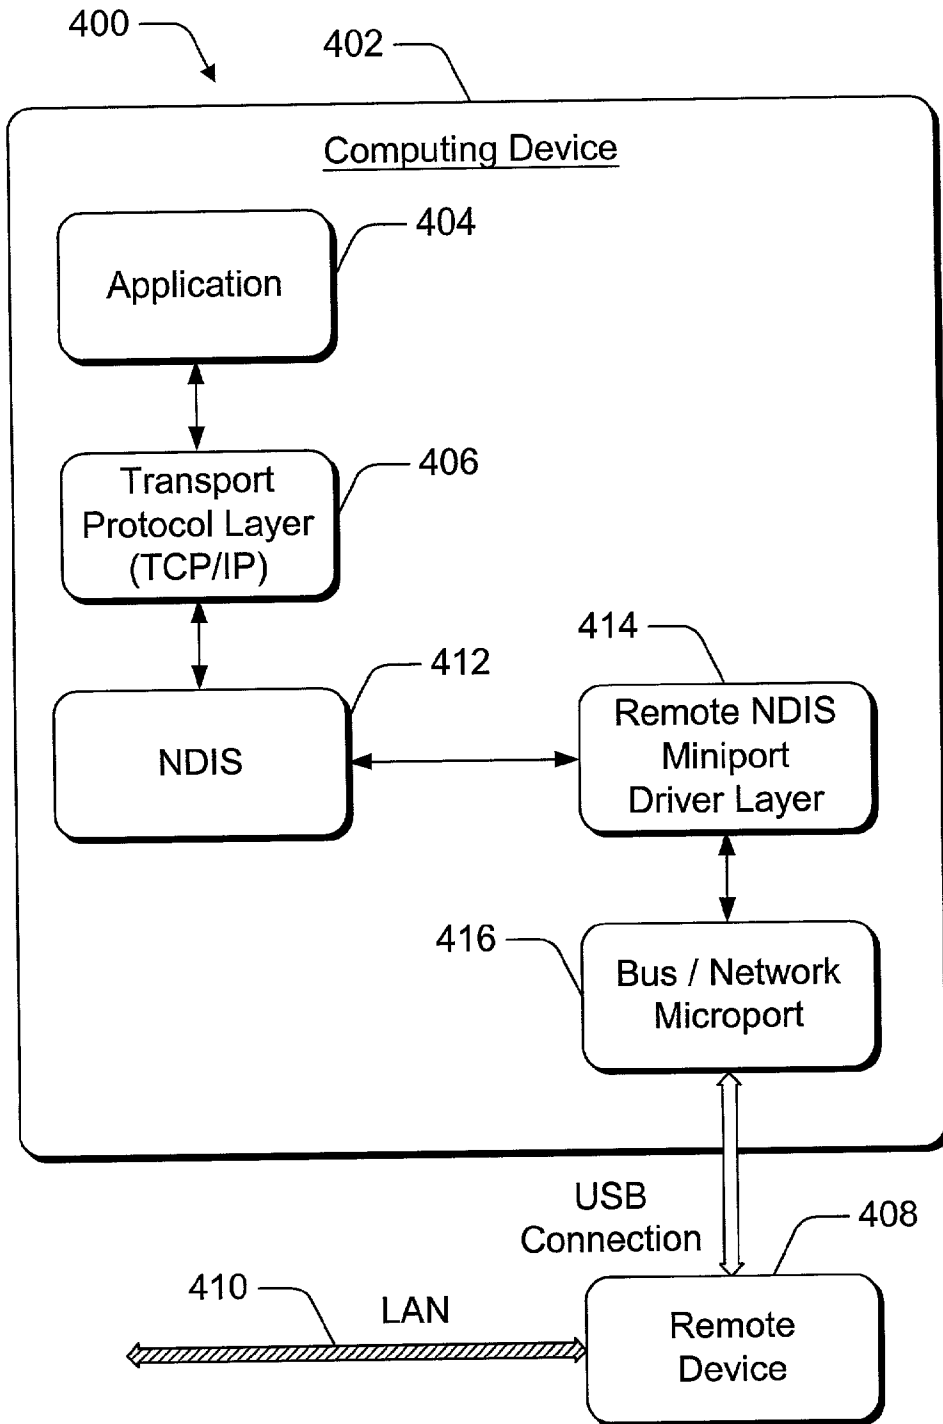 400
402
Computing Device
404
Application
406
Transport
Protocol Layer
(TCP/IP)
412
414
NDIS
Remote NDIS
Miniport
Driver Layer
416
Bus / Network
Microport
USB
Connection
408
410
LAN
Remote
Device